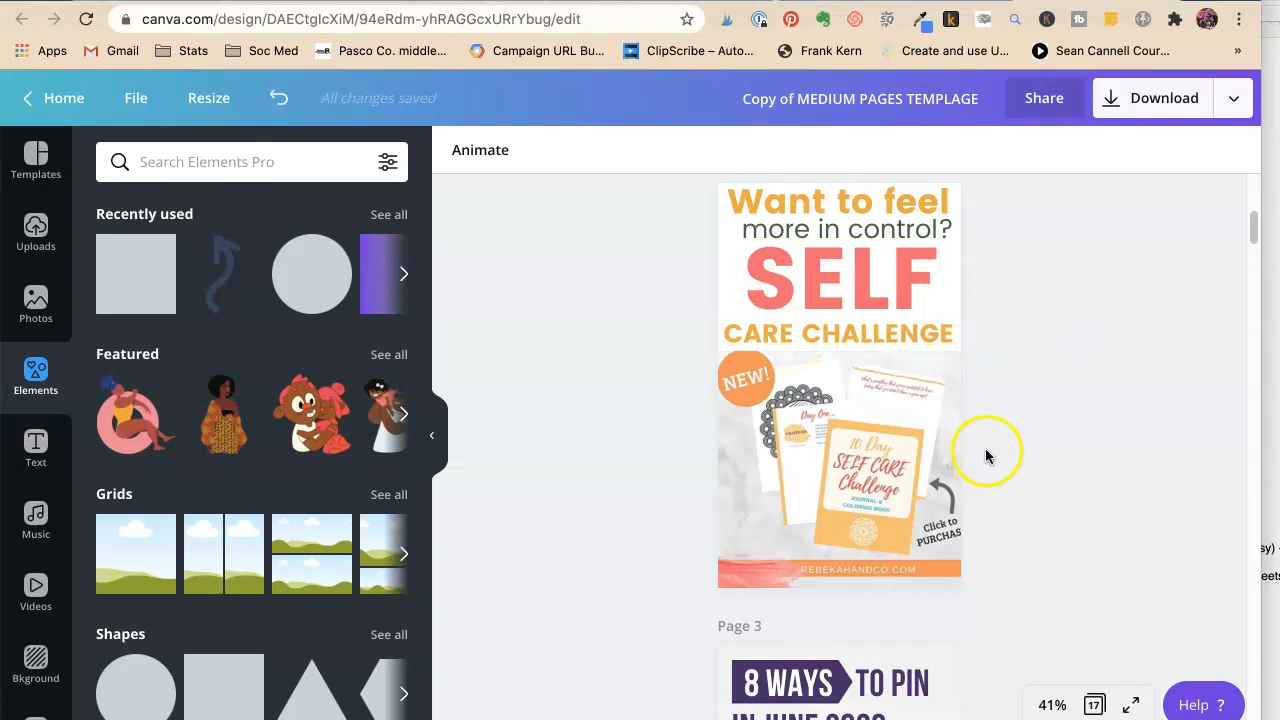 canva.com/design/DAECtgIcXiM/94eRdm-yhRAGGcxURrYbug/edit
Apps Gmail Stats Soc Med Pasco Co. middle... Campaign URL Bu... ClipScribe – Auto... Frank Kern Create and use U... Sean Cannell Cour... »
Home File Resize All changes saved Copy of MEDIUM PAGES TEMPLAGE Share Download
Templates
Uploads
Photos
Elements
Text
Music
Videos
Bkground
Search Elements Pro
Recently used See all
Featured See all
Grids See all
Shapes See all
Animate
Want to feel
more in control?
SELF
CARE CHALLENGE
NEW!
Day One...
10 Day
SELF CARE
Challenge
JOURNAL &
COLORING BOOK
Click to
PURCHAS
REBEKAHANDCO.COM
Page 3
8 WAYS TO PIN
41% 17 Help ?